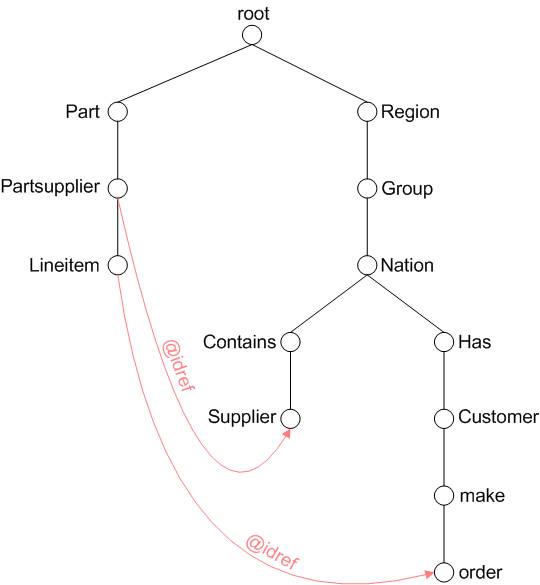 root
Part
Region
Partsupplier
Group
Lineitem
Nation
Contains
Has
@idref
Supplier
Customer
make
@idref
order